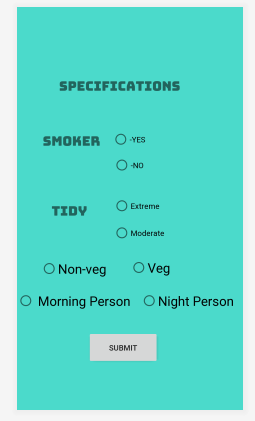 SPECIFICATIONS
SMOKER -YES
-NO
TIDY Extreme
Moderate
Non-veg Veg
Morning Person Night Person
SUBMIT